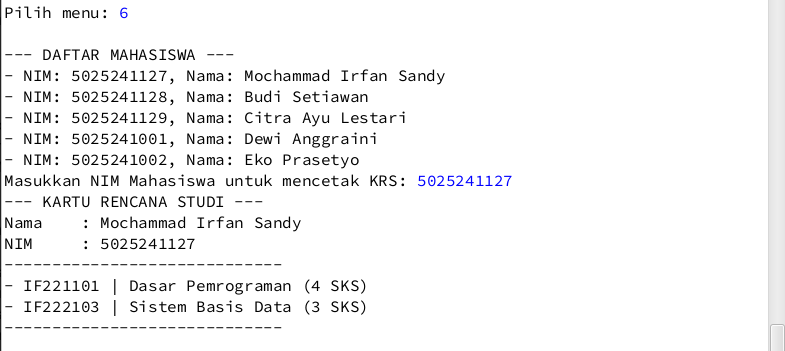 Pilih menu: 6
--- DAFTAR MAHASISWA ---
- NIM: 5025241127, Nama: Mochammad Irfan Sandy
- NIM: 5025241128, Nama: Budi Setiawan
- NIM: 5025241129, Nama: Citra Ayu Lestari
- NIM: 5025241001, Nama: Dewi Anggraini
- NIM: 5025241002, Nama: Eko Prasetyo
Masukkan NIM Mahasiswa untuk mencetak KRS: 5025241127
--- KARTU RENCANA STUDI ---
Nama    : Mochammad Irfan Sandy
NIM     : 5025241127
-----------------------------
- IF221101 | Dasar Pemrograman (4 SKS)
- IF222103 | Sistem Basis Data (3 SKS)
-----------------------------